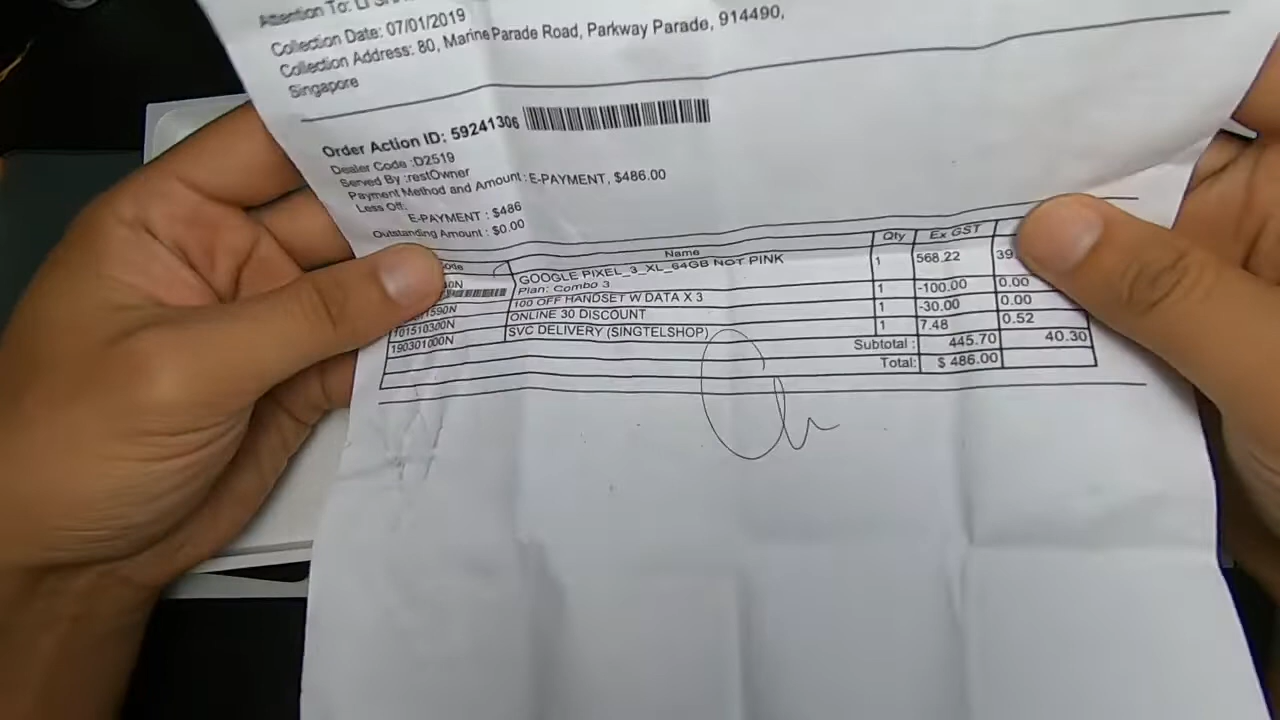 Attention To:
Collection Date: 07/01/2019
Collection Address: 80, Marine Parade Road, Parkway Parade, 914490,
Singapore
Order Action ID: 59241306
Dealer Code :D2519
Served By :restOwner
Payment Method and Amount : E-PAYMENT, $486.00
Less Off:
E-PAYMENT : $486
Outstanding Amount : $0.00
Name Qty Ex GST
GOOGLE PIXEL_3_XL_64GB NOT PINK 1 568.22 39
Plan: Combo 3
100 OFF HANDSET W DATA X 3 1 -100.00 0.00
590N ONLINE 30 DISCOUNT 1 -30.00 0.00
101510300N SVC DELIVERY (SINGTELSHOP) 1 7.48 0.52
190301000N
Subtotal : 445.70 40.30
Total: $ 486.00